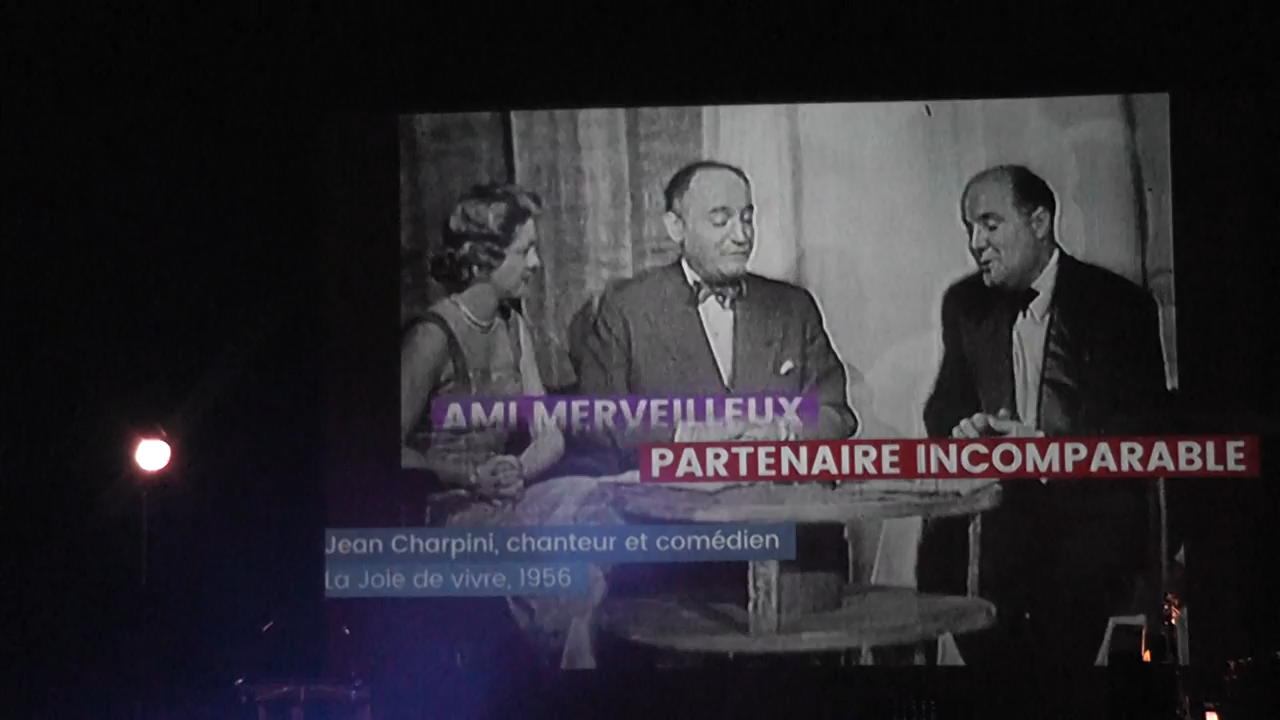 AMI MERVEILLEUX
PARTENAIRE INCOMPARABLE
Jean Charpini, chanteur et comédien
La Joie de vivre, 1956